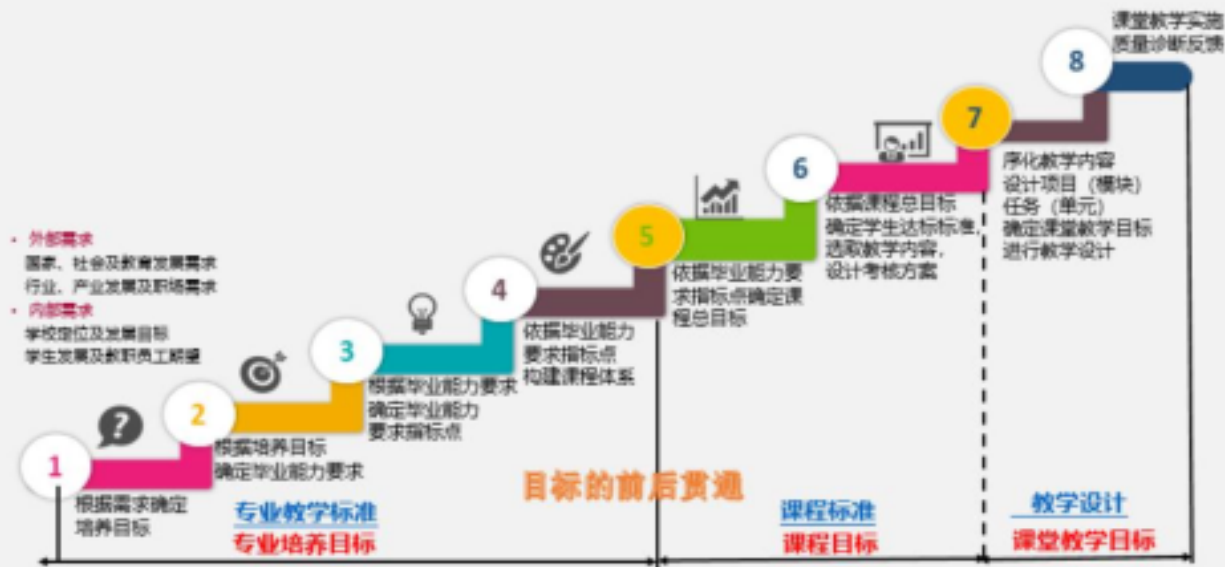 • 外部需求
国家、社会及教育发展需求
行业、产业发展及职场需求
• 内部需求
学校定位及发展目标
学生发展及教职员工期望
1
?
根据需求确定
培养目标
2
根据培养目标
确定毕业能力要求
3
根据毕业能力要求
确定毕业能力
要求指标点
4
依据毕业能力
要求指标点
构建课程体系
5
依据毕业能力要
求指标点确定课
程总目标
6
依据课程总目标
确定学生达标标准,
选取教学内容,
设计考核方案
7
序化教学内容
设计项目（模块）
任务（单元）
确定课堂教学目标
进行教学设计
8
课堂教学实施
质量诊断反馈
目标的前后贯通
专业教学标准
专业培养目标
课程标准
课程目标
教学设计
课堂教学目标